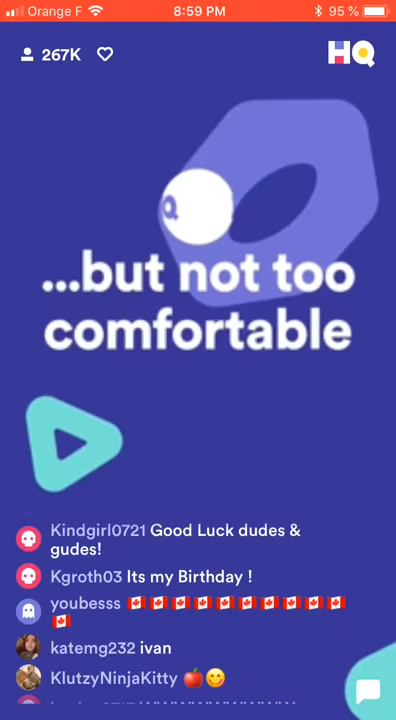 Orange F 8:59 PM 95 %
267K HQ
Q
...but not too
comfortable
Kindgirl0721 Good Luck dudes &
gudes!
Kgroth03 Its my Birthday !
youbesss 🇨🇦🇨🇦🇨🇦🇨🇦🇨🇦🇨🇦🇨🇦🇨🇦🇨🇦
🇨🇦
katemg232 ivan
KlutzyNinjaKitty 🍎😋